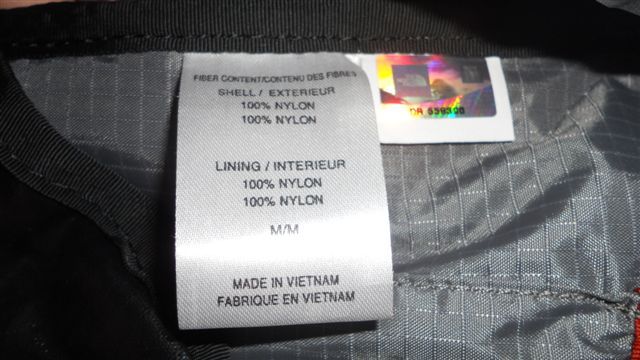 FIBER CONTENT/CONTENU DES FIBRES
SHELL / EXTERIEUR
100% NYLON
100% NYLON
LINING / INTERIEUR
100% NYLON
100% NYLON
M/M
MADE IN VIETNAM
FABRIQUE EN VIETNAM